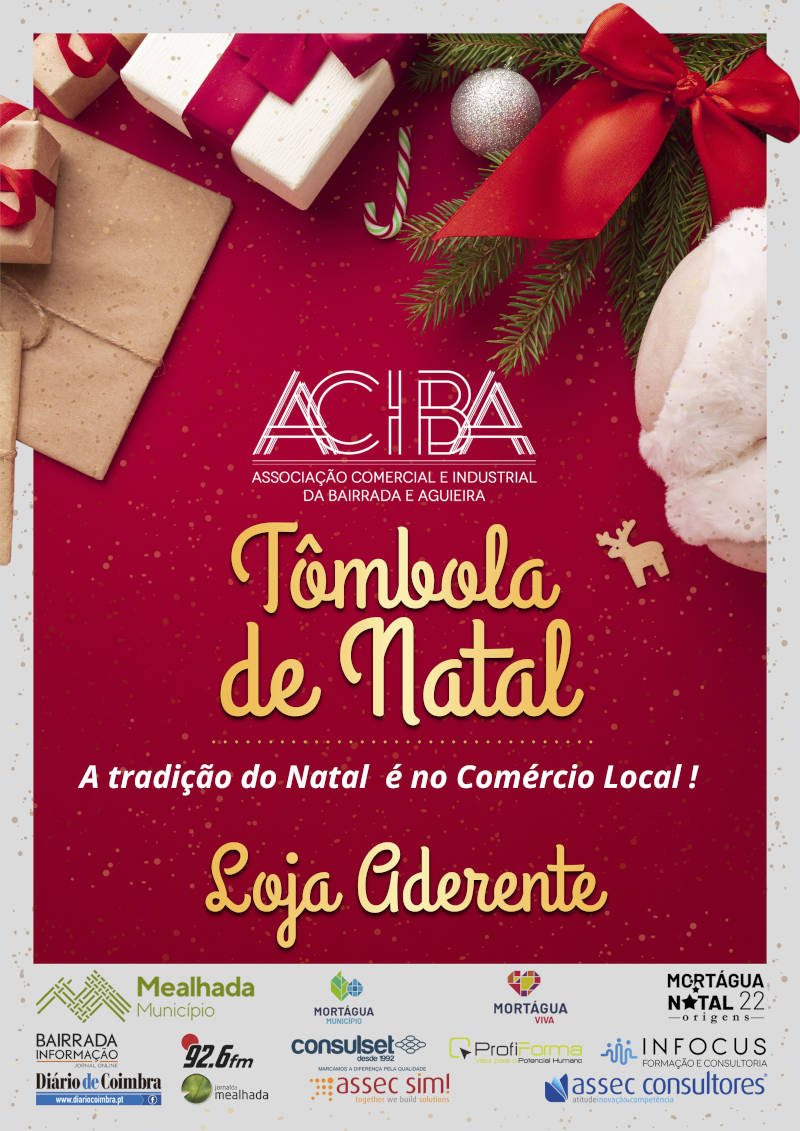 ACIBA
ASSOCIAÇÃO COMERCIAL E INDUSTRIAL
DA BAIRRADA E AGUIEIRA
Tômbola
de Natal
A tradição do Natal é no Comércio Local !
Loja Aderente
Mealhada
Município
MORTÁGUA
MUNICÍPIO
MORTÁGUA
VIVA
MORTÁGUA
NATAL 22
origens
BAIRRADA
INFORMAÇÃO
JORNAL ONLINE
92.6fm
consulset
desde 1992
MARCAMOS A DIFERENÇA PELA QUALIDADE
ProfiForma
Potencial Humano
INFOCUS
FORMAÇÃO E CONSULTORIA
Diário de Coimbra
www.diariocoimbra.pt
jornal da
mealhada
assec sim!
together we build solutions
assec consultores
atitude inovação competência